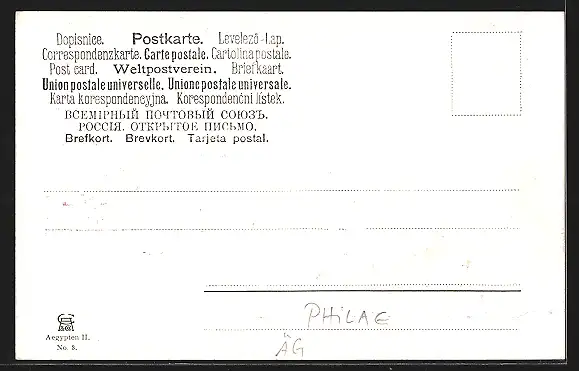 Dopisnice. Postkarte. Levelező-Lap.
Correspondenzkarte. Carte postale. Cartolina postale.
Post card. Weltpostverein. Briefkaart.
Union postale universelle. Unione postale universale.
Karta korespondencyjna. Korespondenční lístek.
ВСЕМІРНЫЙ ПОЧТОВЫЙ СОЮЗЪ.
РОССІЯ. ОТКРЫТОЕ ПИСЬМО.
Brefkort. Brevkort. Tarjeta postal.
PHILAE
Aegypten II.
No. 8.
ÄG